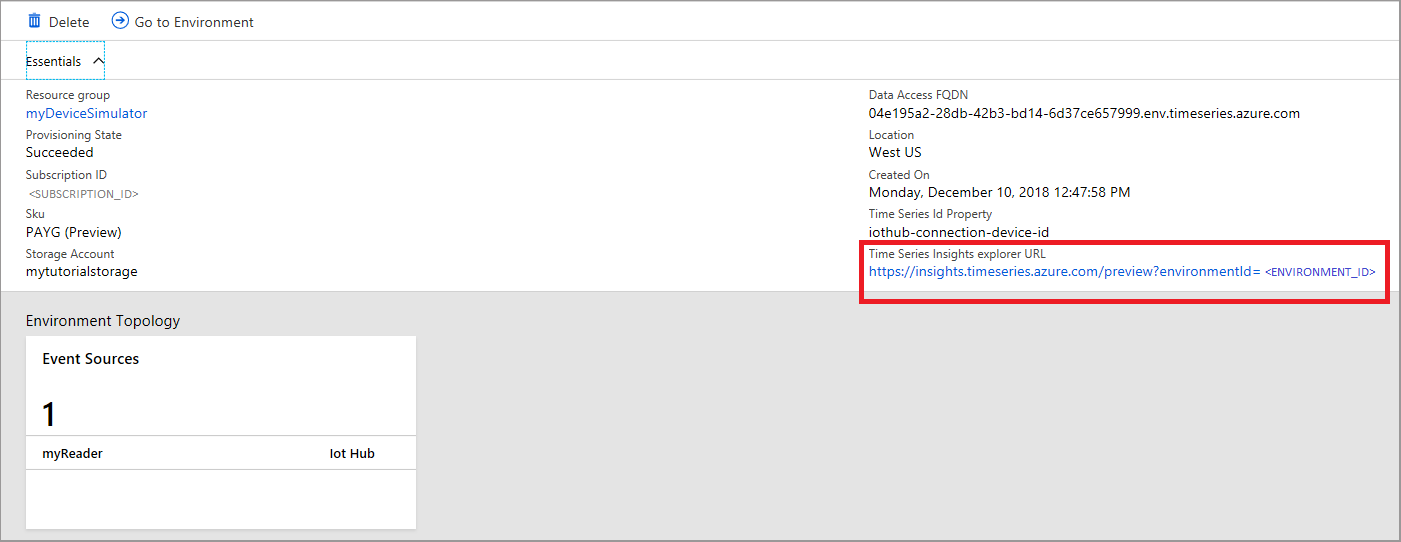 Delete Go to Environment
Essentials
Resource group
myDeviceSimulator
Provisioning State
Succeeded
Subscription ID
<SUBSCRIPTION_ID>
Sku
PAYG (Preview)
Storage Account
mytutorialstorage
Data Access FQDN
04e195a2-28db-42b3-bd14-6d37ce657999.env.timeseries.azure.com
Location
West US
Created On
Monday, December 10, 2018 12:47:58 PM
Time Series Id Property
iothub-connection-device-id
Time Series Insights explorer URL
https://insights.timeseries.azure.com/preview?environmentId= <ENVIRONMENT_ID>
Environment Topology
Event Sources
1
myReader Iot Hub